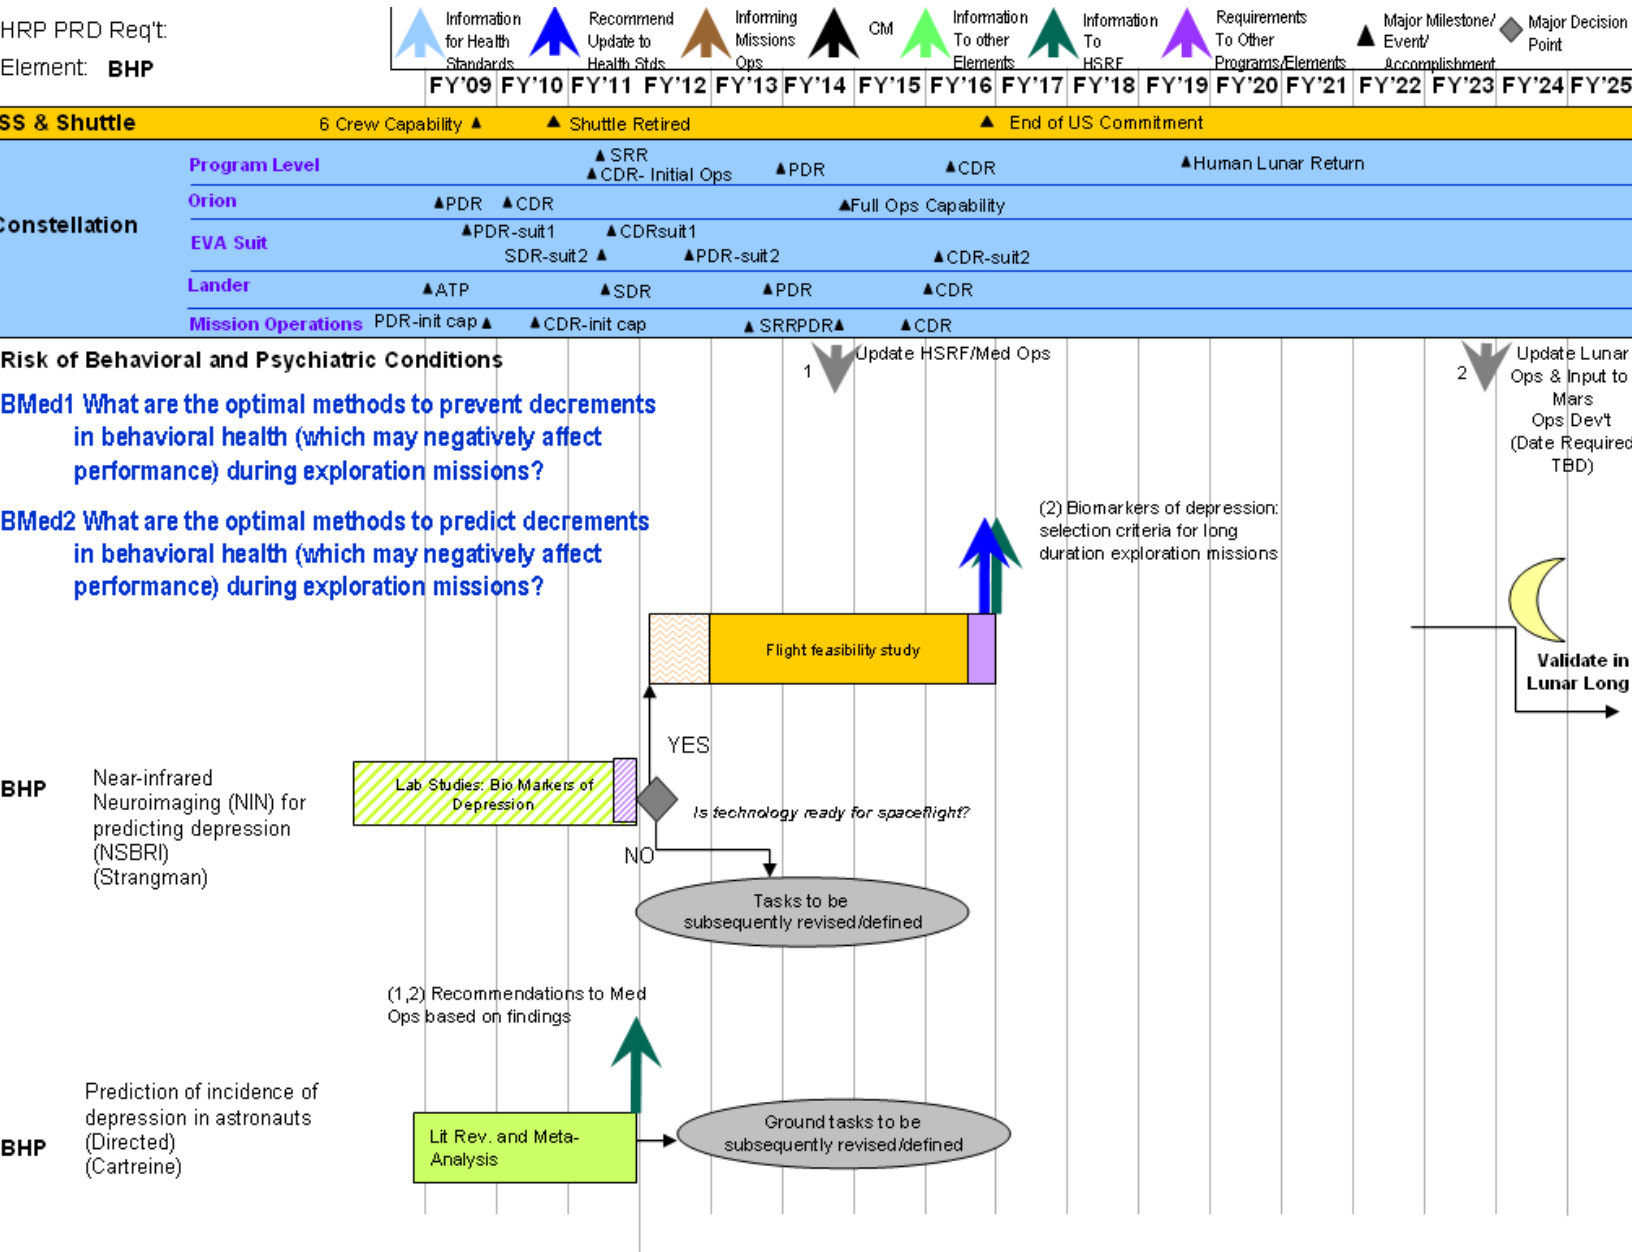 HRP PRD Req't:
Element: BHP
Information
for Health
Standards
Recommend
Update to
Health Stds
Informing
Missions
Ops
CM
Information
To other
Elements
Information
To
HSRF
Requirements
To Other
Programs/Elements
Major Milestone/
Event/
Accomplishment
Major Decision
Point
FY'09 FY'10 FY'11 FY'12 FY'13 FY'14 FY'15 FY'16 FY'17 FY'18 FY'19 FY'20 FY'21 FY'22 FY'23 FY'24 FY'25
SS & Shuttle
6 Crew Capability
Shuttle Retired
End of US Commitment
Constellation
Program Level
SRR
CDR- Initial Ops
PDR
CDR
Human Lunar Return
Orion
PDR
CDR
Full Ops Capability
EVA Suit
PDR-suit1
CDRsuit1
SDR-suit2
PDR-suit2
CDR-suit2
Lander
ATP
SDR
PDR
CDR
Mission Operations
PDR-init cap
CDR-init cap
SRRPDR
CDR
Risk of Behavioral and Psychiatric Conditions
1
Update HSRF/Med Ops
2
Update Lunar
Ops & Input to
Mars
Ops Dev't
(Date Required
TBD)
BMed1 What are the optimal methods to prevent decrements
in behavioral health (which may negatively affect
performance) during exploration missions?
BMed2 What are the optimal methods to predict decrements
in behavioral health (which may negatively affect
performance) during exploration missions?
(2) Biomarkers of depression:
selection criteria for long
duration exploration missions
Flight feasibility study
Validate in
Lunar Long
YES
BHP
Near-infrared
Neuroimaging (NIN) for
predicting depression
(NSBRI)
(Strangman)
Lab Studies: Bio Markers of
Depression
Is technology ready for spaceflight?
NO
Tasks to be
subsequently revised/defined
(1,2) Recommendations to Med
Ops based on findings
BHP
Prediction of incidence of
depression in astronauts
(Directed)
(Cartreine)
Lit Rev. and Meta-
Analysis
Ground tasks to be
subsequently revised/defined